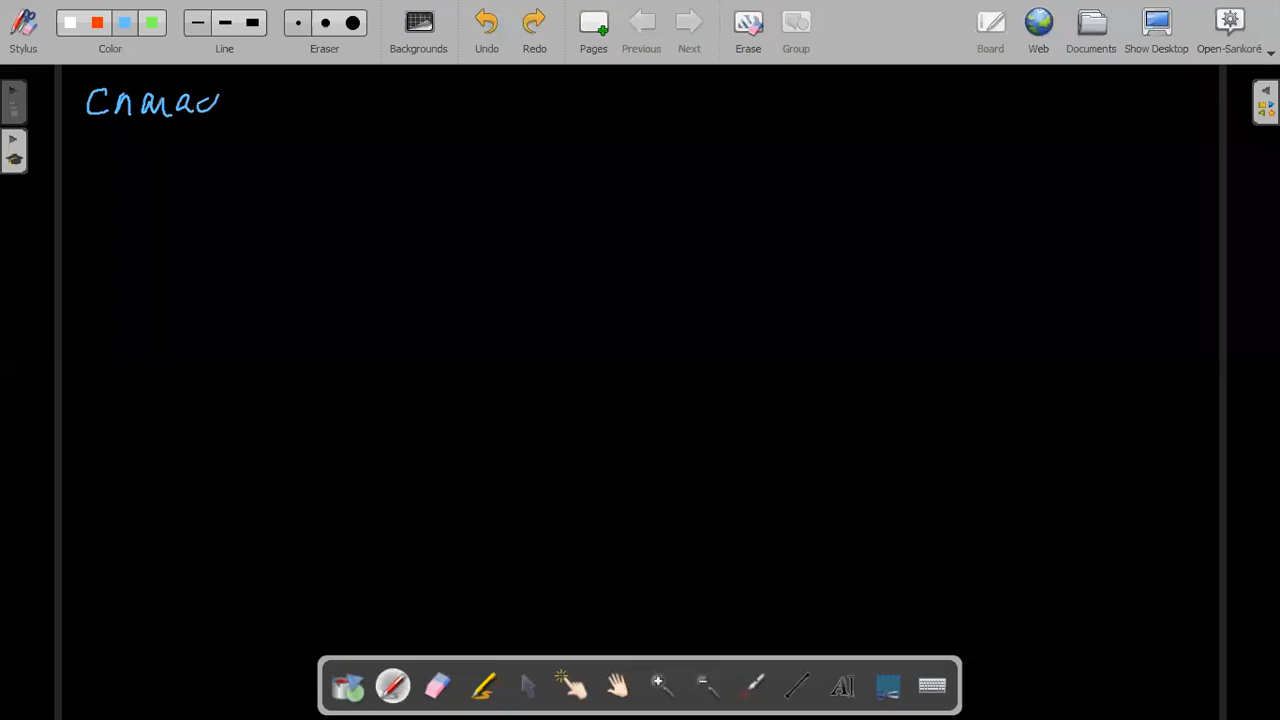 Stylus
Color
Line
Eraser
Backgrounds
Undo
Redo
Pages
Previous
Next
Erase
Group
Board
Web
Documents
Show Desktop
Open-Sankoré
AI